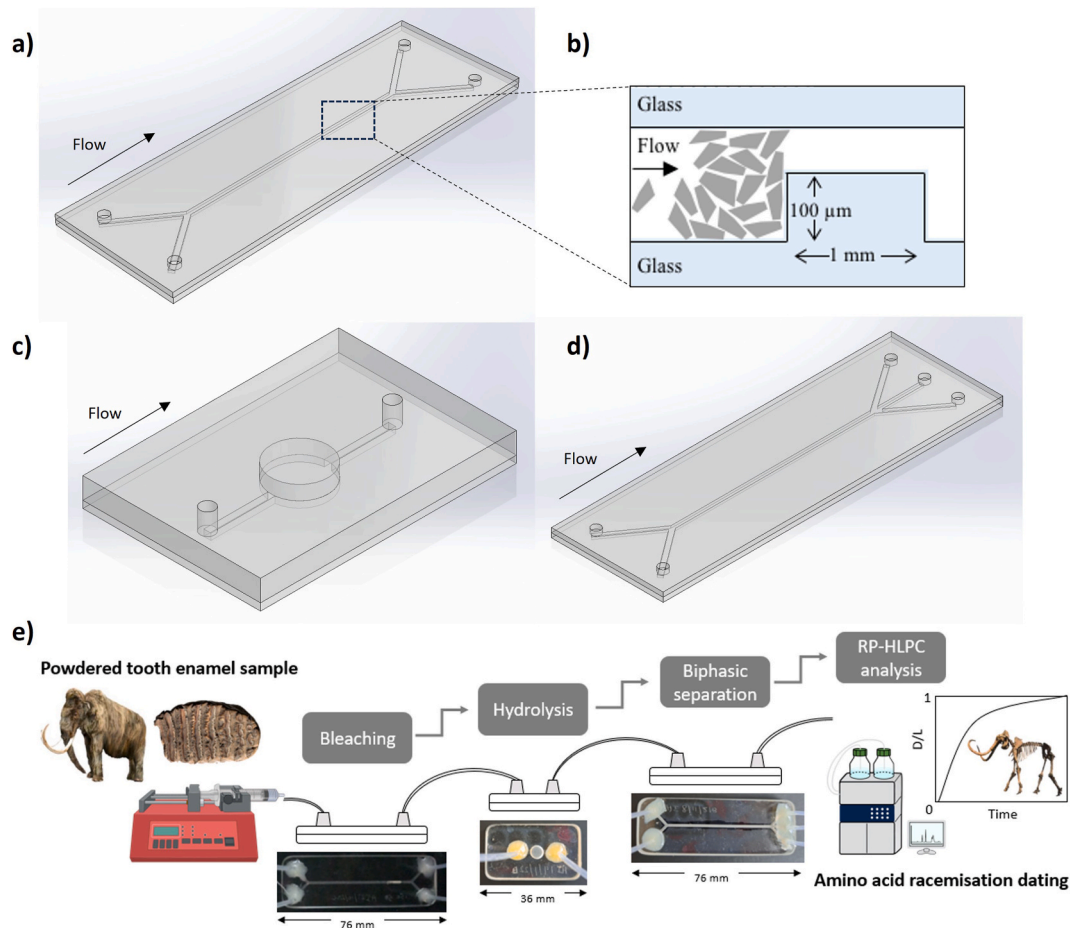 a)
Flow
b)
Glass
Flow
100 µm
1 mm
Glass
c)
Flow
d)
Flow
e)
Powdered tooth enamel sample
Bleaching
Hydrolysis
Biphasic
separation
RP-HLPC
analysis
1
D/L
0
Time
76 mm
36 mm
76 mm
Amino acid racemisation dating